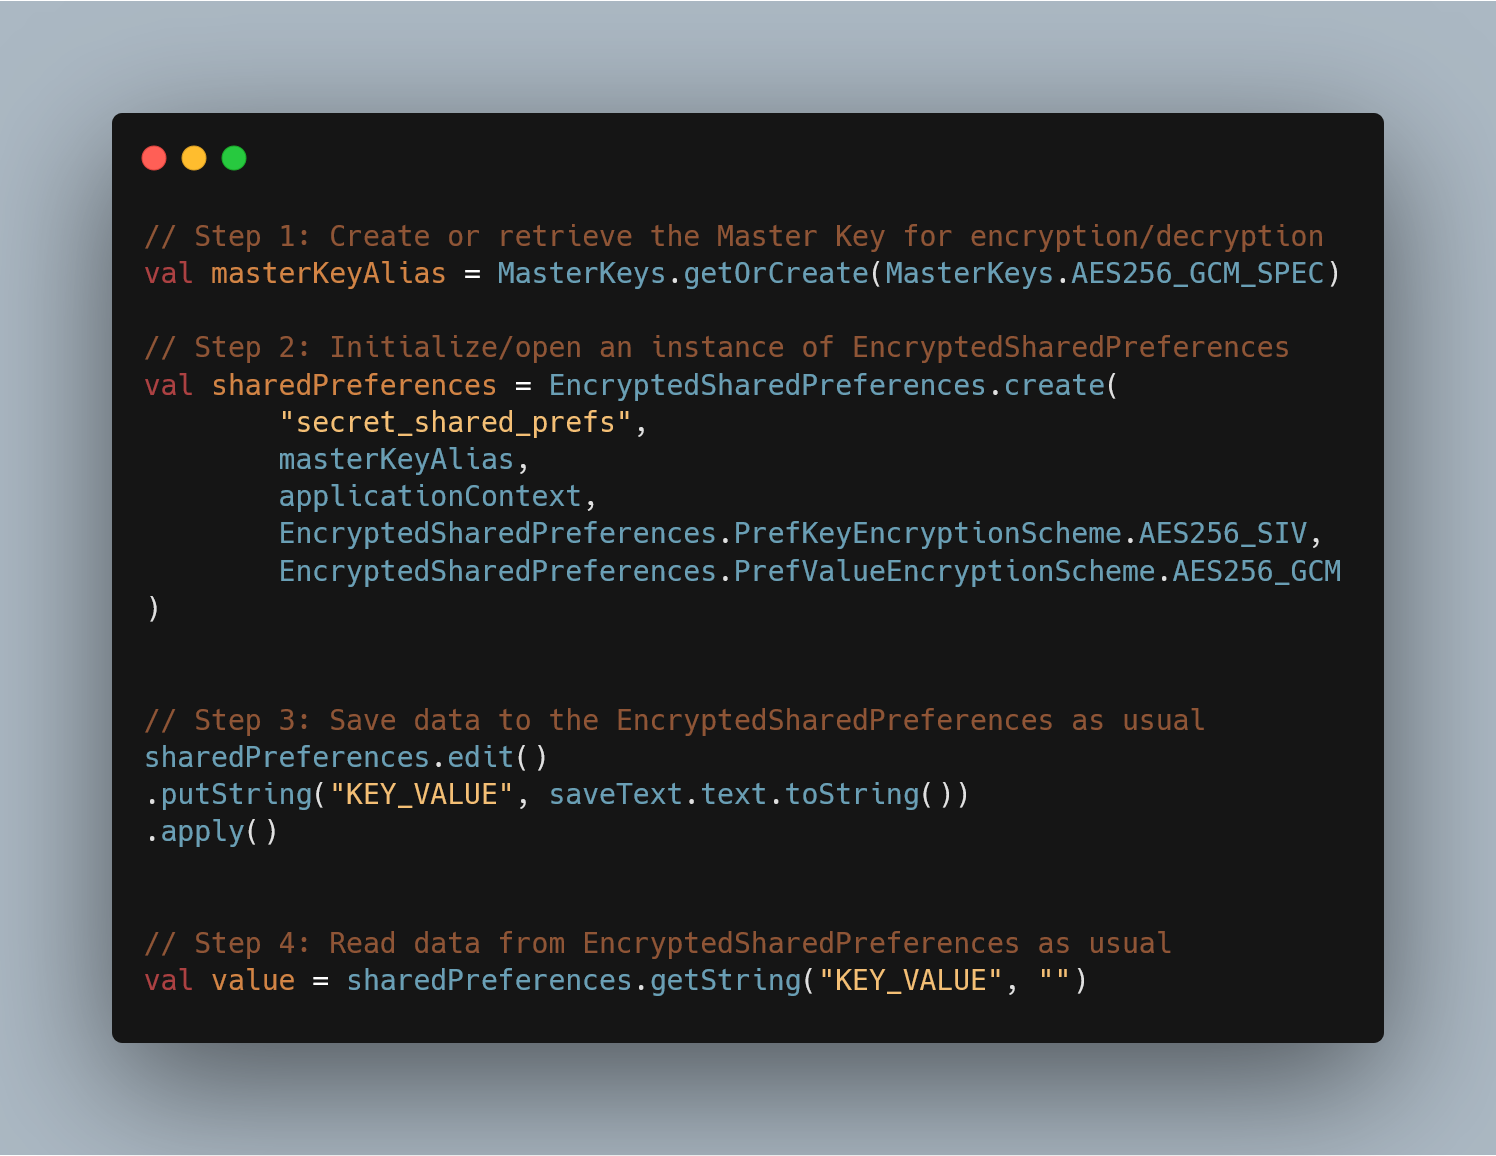 // Step 1: Create or retrieve the Master Key for encryption/decryption
val masterKeyAlias = MasterKeys.getOrCreate(MasterKeys.AES256_GCM_SPEC)
// Step 2: Initialize/open an instance of EncryptedSharedPreferences
val sharedPreferences = EncryptedSharedPreferences.create(
        "secret_shared_prefs",
        masterKeyAlias,
        applicationContext,
        EncryptedSharedPreferences.PrefKeyEncryptionScheme.AES256_SIV,
        EncryptedSharedPreferences.PrefValueEncryptionScheme.AES256_GCM
)
// Step 3: Save data to the EncryptedSharedPreferences as usual
sharedPreferences.edit()
.putString("KEY_VALUE", saveText.text.toString())
.apply()
// Step 4: Read data from EncryptedSharedPreferences as usual
val value = sharedPreferences.getString("KEY_VALUE", "")